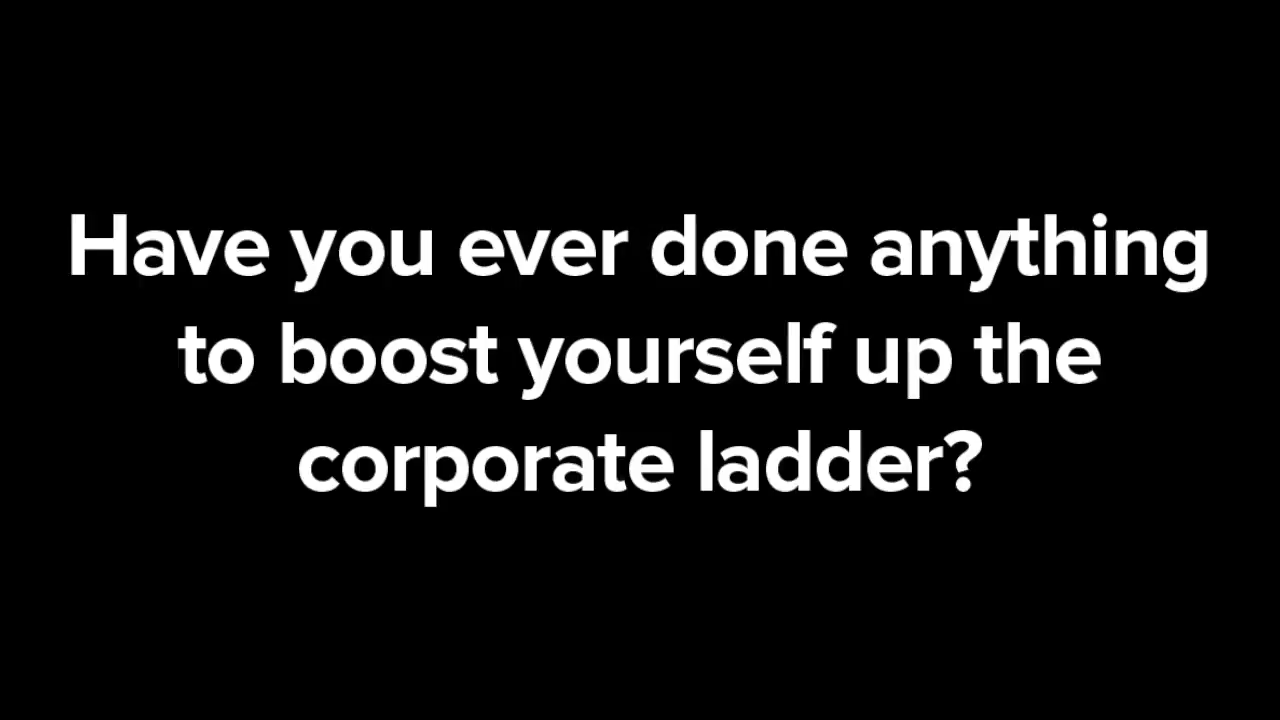 Have you ever done anything
to boost yourself up the
corporate ladder?